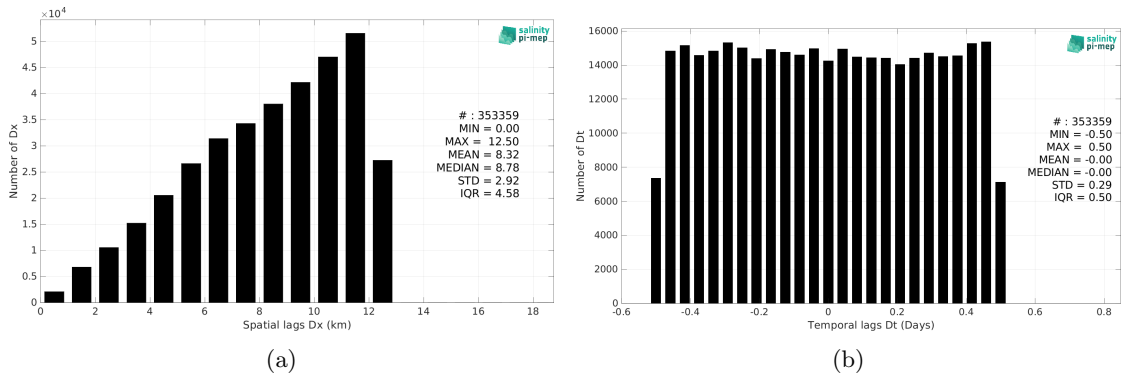 ×10⁴
5
4.5
4
3.5
3
2.5
2
1.5
1
0.5
0
Number of Dx
0 2 4 6 8 10 12 14 16 18
Spatial lags Dx (km)
salinity
pi-mep
# : 353359
MIN = 0.00
MAX = 12.50
MEAN = 8.32
MEDIAN = 8.78
STD = 2.92
IQR = 4.58
(a)
16000
14000
12000
10000
8000
6000
4000
2000
0
Number of Dt
-0.6 -0.4 -0.2 0 0.2 0.4 0.6 0.8
Temporal lags Dt (Days)
salinity
pi-mep
# : 353359
MIN = -0.50
MAX = 0.50
MEAN = -0.00
MEDIAN = -0.00
STD = 0.29
IQR = 0.50
(b)